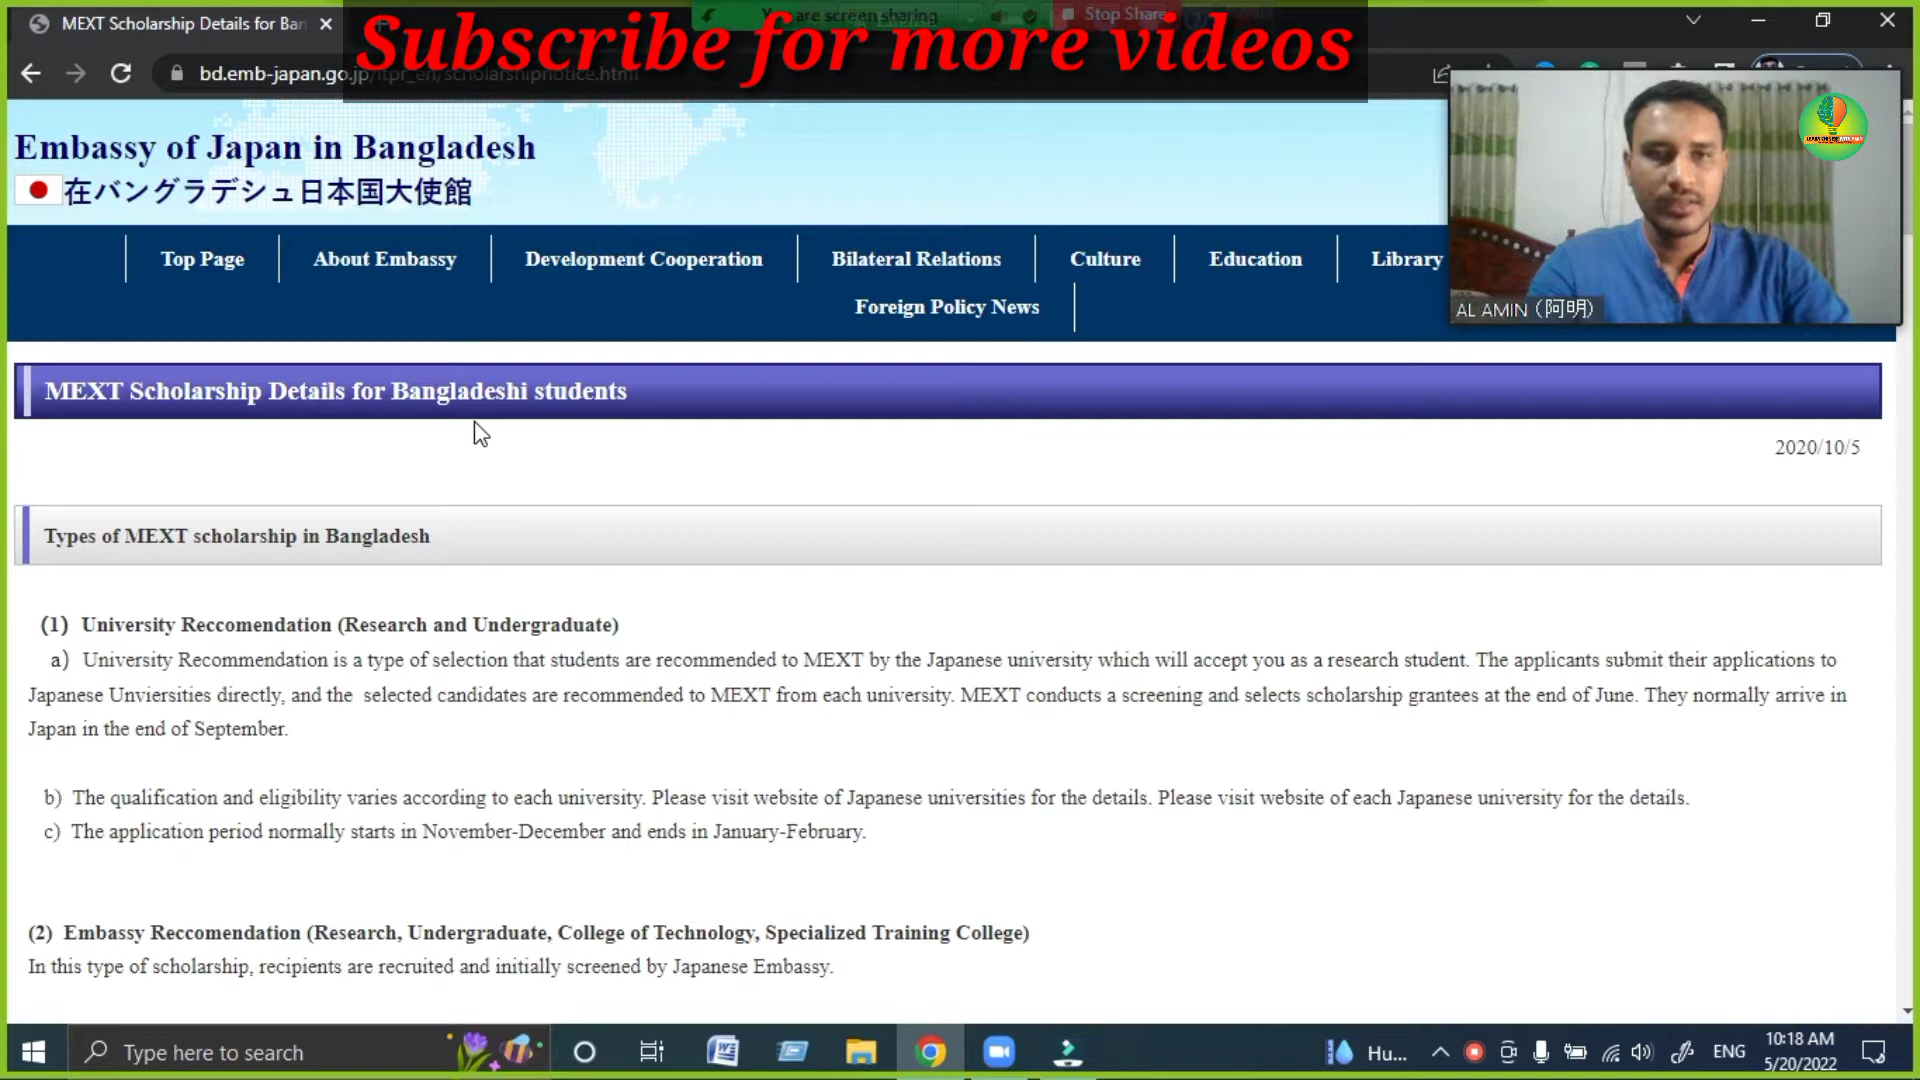 MEXT Scholarship Details for Ban
Subscribe for more videos
You are screen sharing
Stop Share
bd.emb-japan.go.jp/itpr_en/scholarshipnotice.html
Embassy of Japan in Bangladesh
在バングラデシュ日本国大使館
Top Page
About Embassy
Development Cooperation
Bilateral Relations
Culture
Education
Library
Foreign Policy News
AL AMIN (阿明)
MEXT Scholarship Details for Bangladeshi students
2020/10/5
Types of MEXT scholarship in Bangladesh
(1) University Reccomendation (Research and Undergraduate)
a) University Recommendation is a type of selection that students are recommended to MEXT by the Japanese university which will accept you as a research student. The applicants submit their applications to
Japanese Unviersities directly, and the selected candidates are recommended to MEXT from each university. MEXT conducts a screening and selects scholarship grantees at the end of June. They normally arrive in
Japan in the end of September.
b) The qualification and eligibility varies according to each university. Please visit website of Japanese universities for the details. Please visit website of each Japanese university for the details.
c) The application period normally starts in November-December and ends in January-February.
(2) Embassy Reccomendation (Research, Undergraduate, College of Technology, Specialized Training College)
In this type of scholarship, recipients are recruited and initially screened by Japanese Embassy.
Type here to search
Hu...
ENG
10:18 AM
5/20/2022